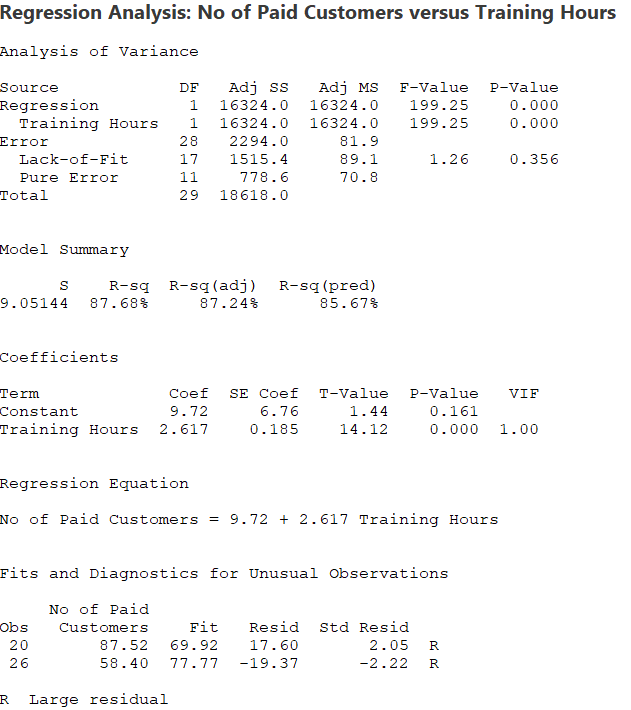 Regression Analysis: No of Paid Customers versus Training Hours
Analysis of Variance
Source DF Adj SS Adj MS F-Value P-Value
Regression 1 16324.0 16324.0 199.25 0.000
Training Hours 1 16324.0 16324.0 199.25 0.000
Error 28 2294.0 81.9
Lack-of-Fit 17 1515.4 89.1 1.26 0.356
Pure Error 11 778.6 70.8
Total 29 18618.0
Model Summary
S R-sq R-sq(adj) R-sq(pred)
9.05144 87.68% 87.24% 85.67%
Coefficients
Term Coef SE Coef T-Value P-Value VIF
Constant 9.72 6.76 1.44 0.161
Training Hours 2.617 0.185 14.12 0.000 1.00
Regression Equation
No of Paid Customers = 9.72 + 2.617 Training Hours
Fits and Diagnostics for Unusual Observations
No of Paid
Obs Customers Fit Resid Std Resid
20 87.52 69.92 17.60 2.05 R
26 58.40 77.77 -19.37 -2.22 R
R Large residual